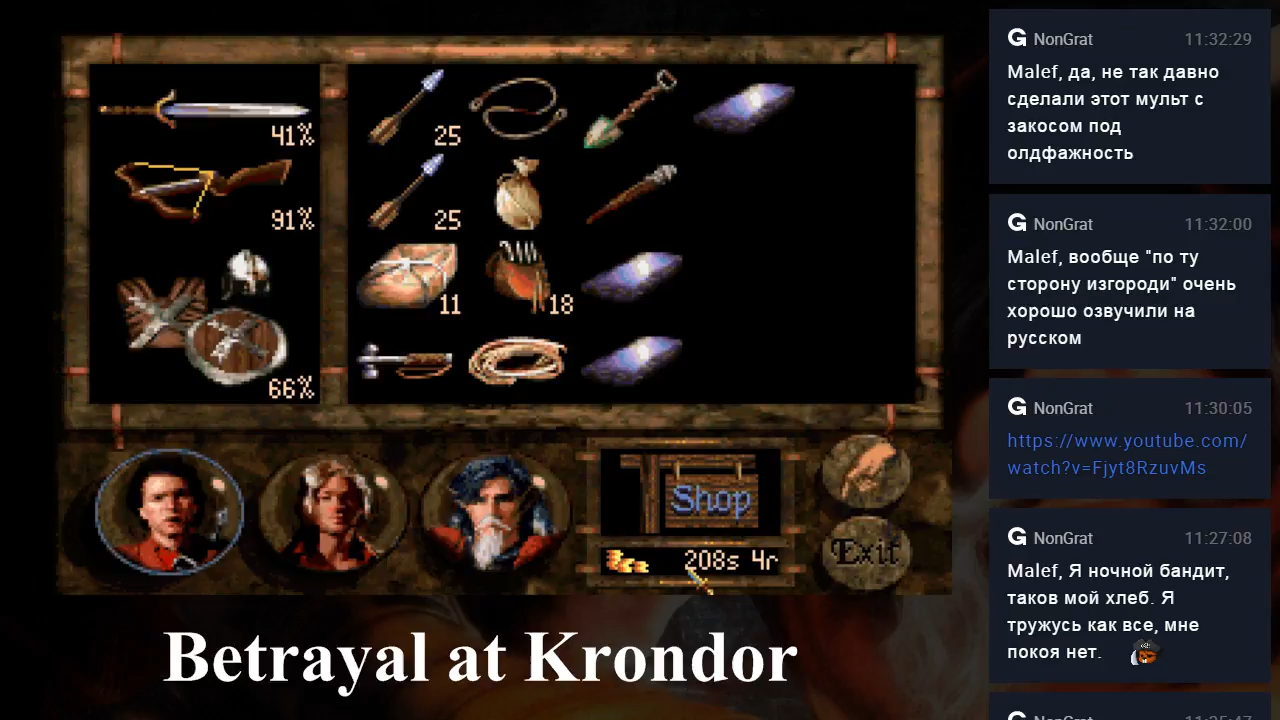 41%
25
91%
25
11
18
66%
Shop
208s 4r
Exit
Betrayal at Krondor
G NonGrat 11:32:29
Malef, да, не так давно
сделали этот мульт с
закосом под
олдфажность
G NonGrat 11:32:00
Malef, вообще "по ту
сторону изгороди" очень
хорошо озвучили на
русском
G NonGrat 11:30:05
https://www.youtube.com/
watch?v=Fjyt8RzuvMs
G NonGrat 11:27:08
Malef, Я ночной бандит,
таков мой хлеб. Я
тружусь как все, мне
покоя нет.